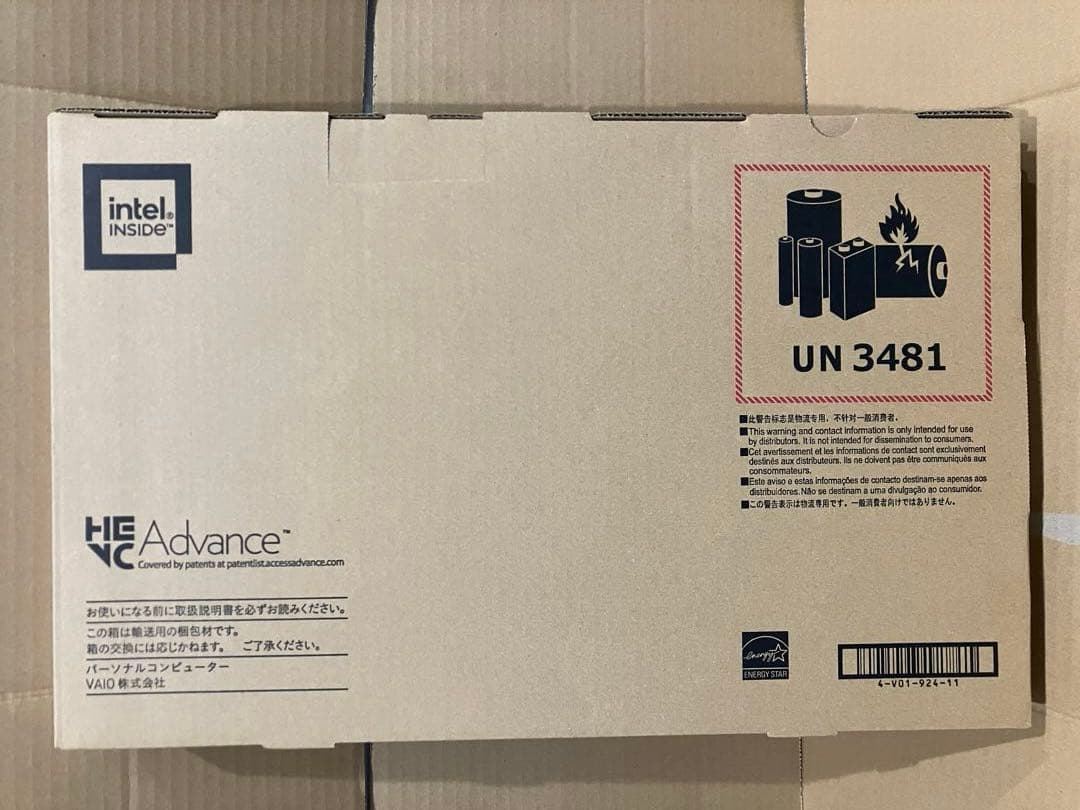 intel®
INSIDE™
UN 3481
■此警告标志是物流专用，不针对一般消费者.
■This warning and contact information is only intended for use
by distributors. It is not intended for dissemination to consumers.
■Cet avertissement et les informations de contact sont exclusivement
destinés aux distributeurs. Ils ne doivent pas être communiqués aux
consommateurs.
■Este aviso e estas informações de contacto destinam-se apenas aos
distribuidores. Não se destinam a uma divulgação ao consumidor.
■この警告表示は物流専用です。一般消費者向けではありません。
HEVC Advance™
Covered by patents at patentlist.accessadvance.com
お使いになる前に取扱説明書を必ずお読みください。
この箱は輸送用の梱包材です。
箱の交換には応じかねます。 ご了承ください。
パーソナルコンピューター
VAIO 株式会社
energy
ENERGY STAR
4-V01-924-11